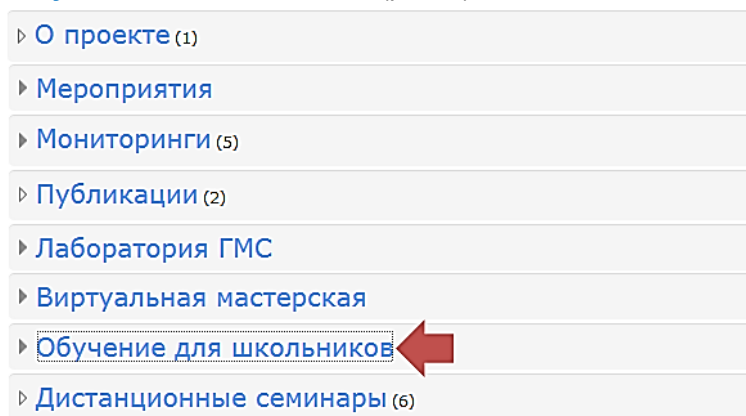 О проекте (1)
Мероприятия
Мониторинги (5)
Публикации (2)
Лаборатория ГМС
Виртуальная мастерская
Обучение для школьников
Дистанционные семинары (6)